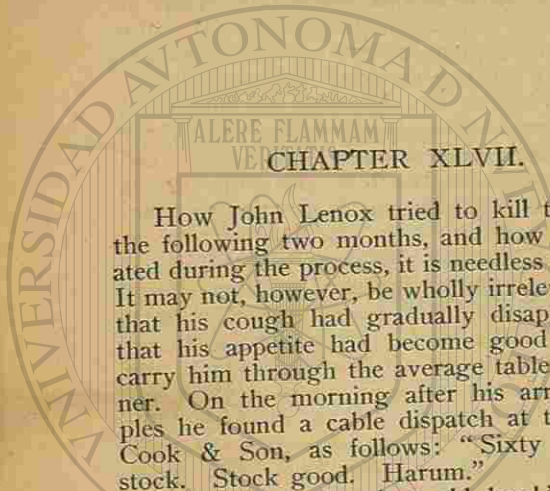 UNIVERSIDAD AUTONOMA D
ALERE FLAMMAM
VERITATIS
CHAPTER XLVII.
How John Lenox tried to kill
the following two months, and how
ated during the process, it is needless
It may not, however, be wholly
that his cough had gradually
that his appetite had become good
carry him through the average table
ner. On the morning after his
ples he found a cable dispatch at
Cook & Son, as follows: “Sixty
stock. Stock good. Harum.”